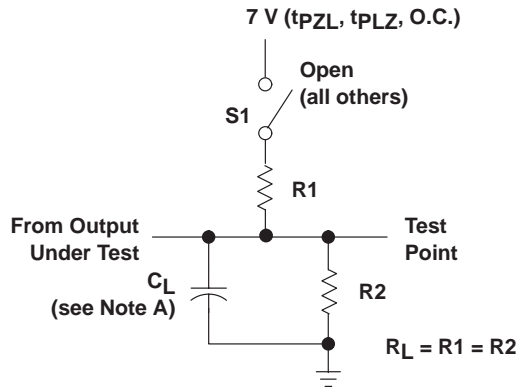 7 V (tPZL, tPLZ, O.C.)
Open
(all others)
S1
R1
From Output
Under Test
Test
Point
CL
(see Note A)
R2
RL = R1 = R2